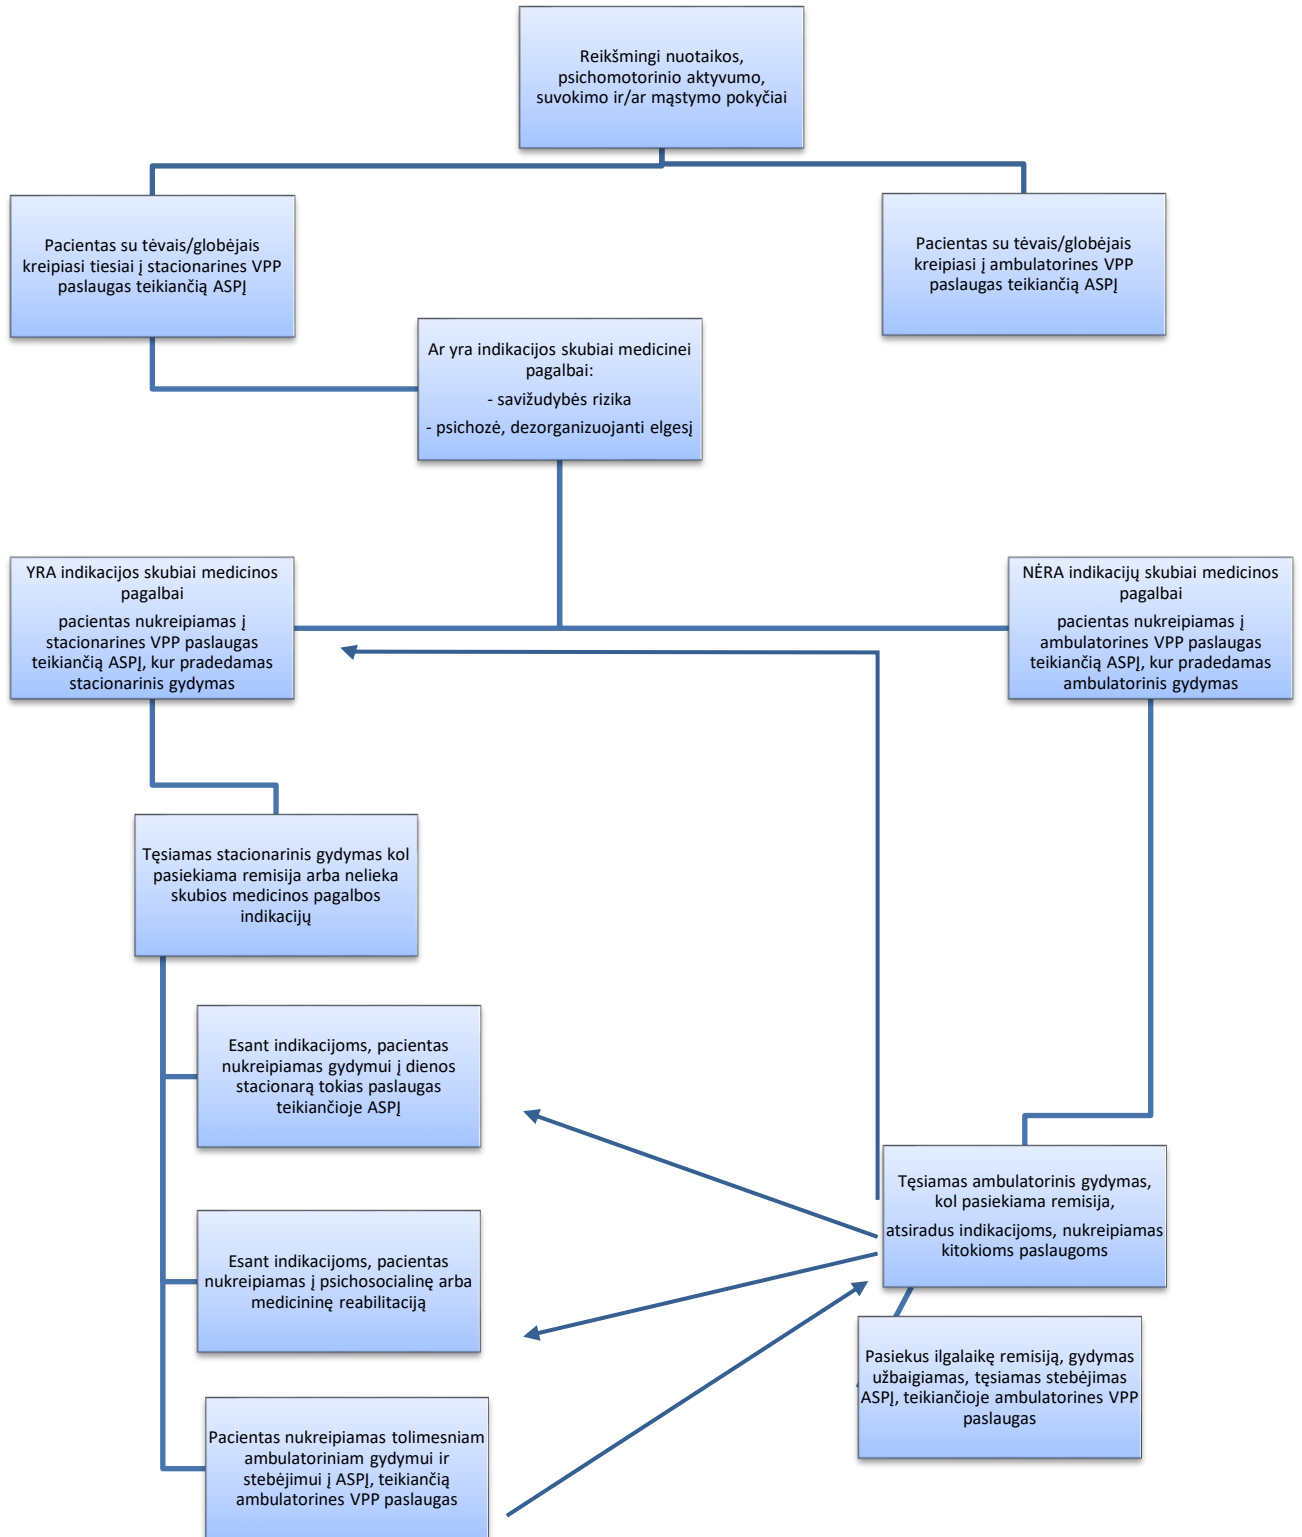 Reikšmingi nuotaikos,
psichomotorinio aktyvumo,
suvokimo ir/ar mąstymo pokyčiai
Pacientas su tėvais/globėjais
kreipiasi tiesiai į stacionarines VPP
paslaugas teikiančią ASPĮ
Pacientas su tėvais/globėjais
kreipiasi į ambulatorines VPP
paslaugas teikiančią ASPĮ
Ar yra indikacijos skubiai medicinei
pagalbai:
- savižudybės rizika
- psichozė, dezorganizuojanti elgesį
YRA indikacijos skubiai medicinos
pagalbai
pacientas nukreipiamas į
stacionarines VPP paslaugas
teikiančią ASPĮ, kur pradedamas
stacionarinis gydymas
NĖRA indikacijų skubiai medicinos
pagalbai
pacientas nukreipiamas į
ambulatorines VPP paslaugas
teikiančią ASPĮ, kur pradedamas
ambulatorinis gydymas
Tęsiamas stacionarinis gydymas kol
pasiekiama remisija arba nelieka
skubios medicinos pagalbos
indikacijų
Esant indikacijoms, pacientas
nukreipiamas gydymui į dienos
stacionarą tokias paslaugas
teikiančioje ASPĮ
Tęsiamas ambulatorinis gydymas,
kol pasiekiama remisija,
atsiradus indikacijoms, nukreipiamas
kitokioms paslaugoms
Esant indikacijoms, pacientas
nukreipiamas į psichosocialinę arba
medicininę reabilitaciją
Pasiekus ilgalaikę remisiją, gydymas
užbaigiamas, tęsiamas stebėjimas
ASPĮ, teikiančioje ambulatorines VPP
paslaugas
Pacientas nukreipiamas tolimesniam
ambulatoriniam gydymui ir
stebėjimui į ASPĮ, teikiančią
ambulatorines VPP paslaugas